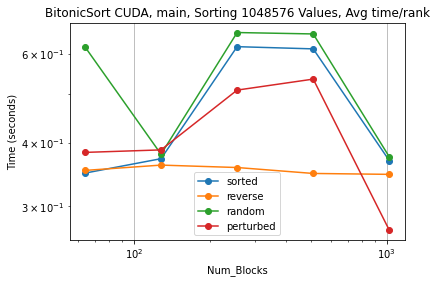 BitonicSort CUDA, main, Sorting 1048576 Values, Avg time/rank
Time (seconds)
6 × 10⁻¹
4 × 10⁻¹
3 × 10⁻¹
sorted
reverse
random
perturbed
10²
10³
Num_Blocks